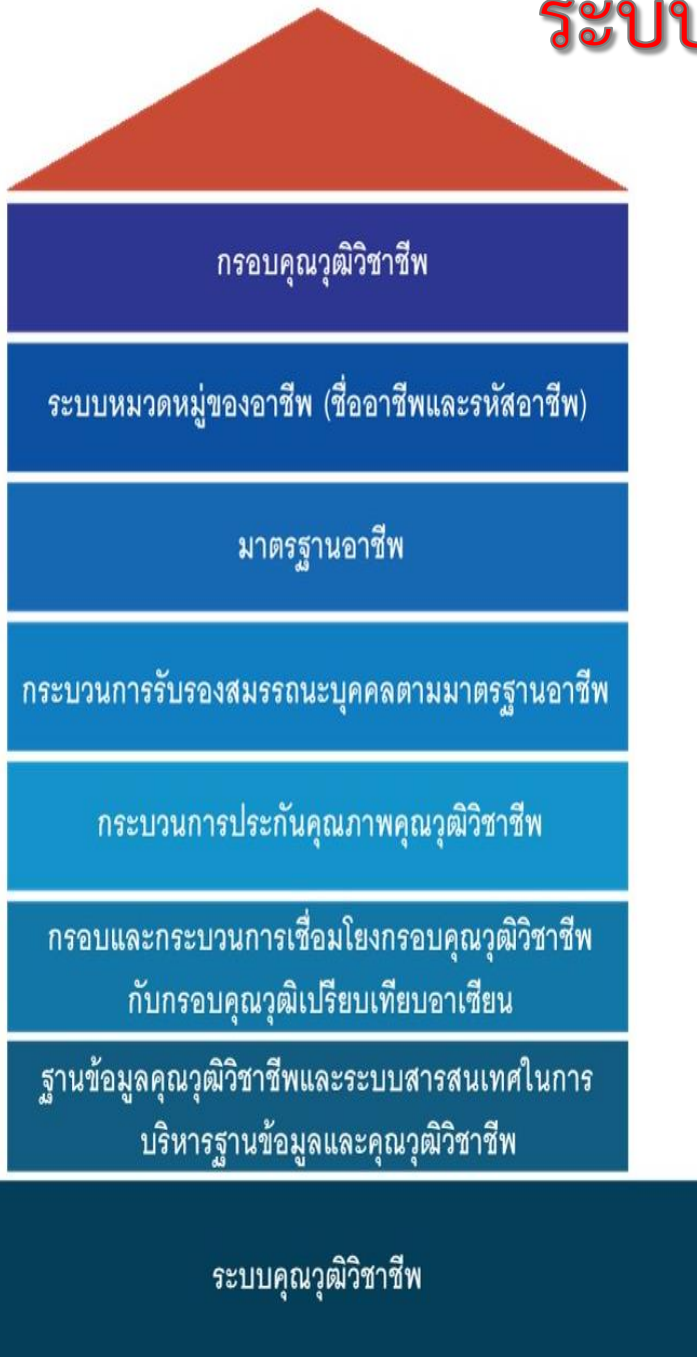 กรอบคุณวุฒิวิชาชีพ
ระบบหมวดหมู่ของอาชีพ (ชื่ออาชีพและรหัสอาชีพ)
มาตรฐานอาชีพ
กระบวนการรับรองสมรรถนะบุคคลตามมาตรฐานอาชีพ
กระบวนการประกันคุณภาพคุณวุฒิวิชาชีพ
กรอบและกระบวนการเชื่อมโยงกรอบคุณวุฒิวิชาชีพ
กับกรอบคุณวุฒิเปรียบเทียบอาเซียน
ฐานข้อมูลคุณวุฒิวิชาชีพและระบบสารสนเทศในการ
บริหารฐานข้อมูลและคุณวุฒิวิชาชีพ
ระบบคุณวุฒิวิชาชีพ